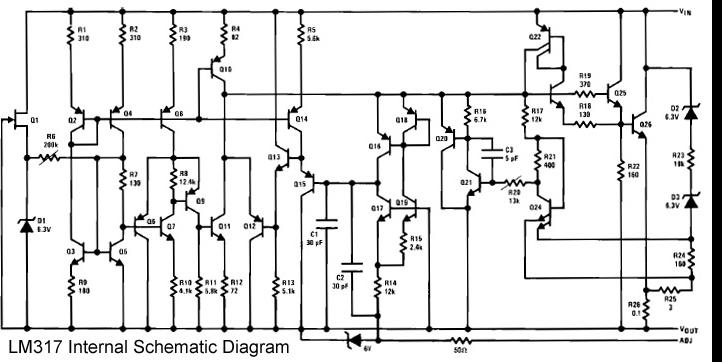 VIN
R1
310
R2
310
R3
190
R4
82
R5
5.6k
Q22
Q10
R19
370
Q25
R16
6.7k
R17
12k
R18
130
D2
6.3V
Q1
Q2
Q4
Q8
Q14
Q18
Q26
R6
200k
Q13
Q16
Q20
C3
5 pF
R21
400
R23
18k
R22
160
R7
130
R8
12.4k
Q15
Q21
R20
13k
D3
6.3V
D1
6.3V
Q9
Q6
Q7
Q11
Q12
Q17
Q19
Q24
Q3
Q5
C1
30 pF
R15
2.4k
R24
160
C2
30 pF
R9
180
R10
4.1k
R11
5.8k
R12
72
R13
5.1k
R14
12k
R26
0.1
R25
3
VOUT
ADJ
6V
50Ω
LM317 Internal Schematic Diagram